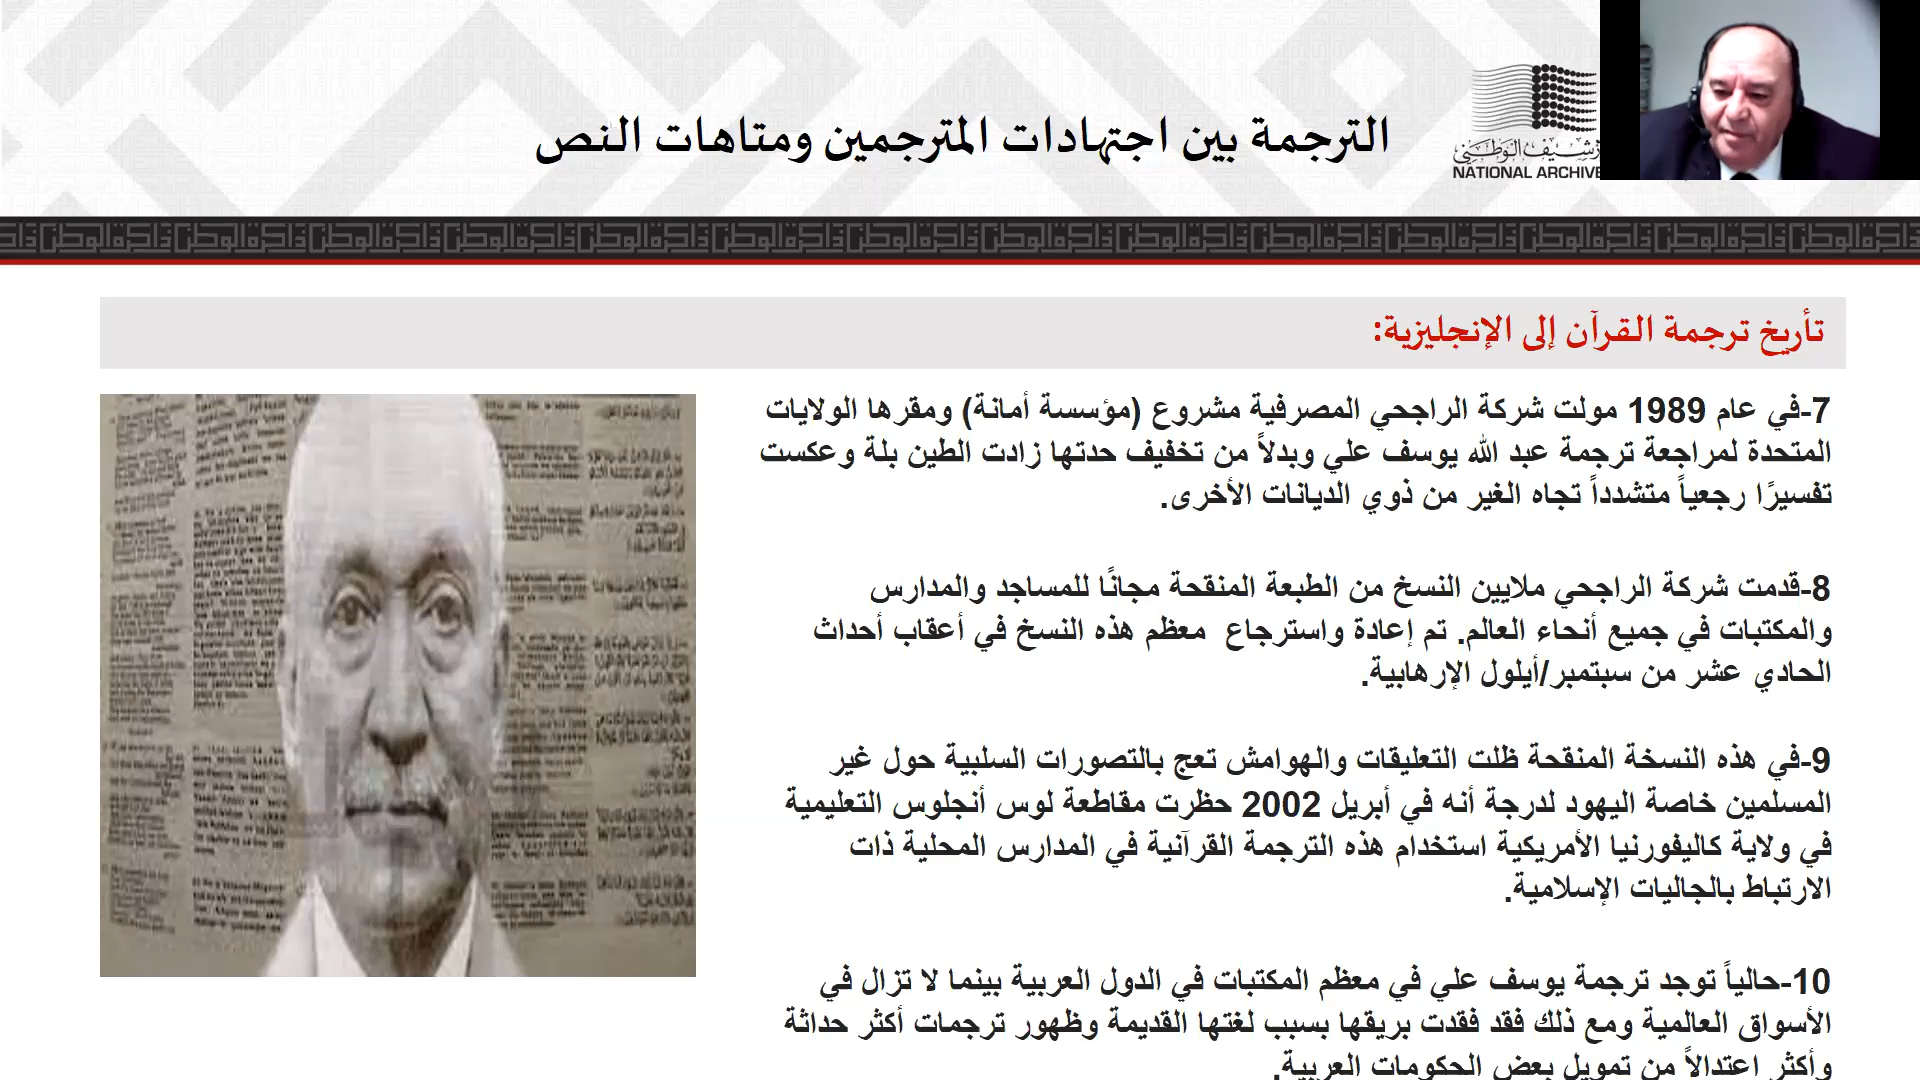 الترجمة بين اجتهادات المترجمين ومتاهات النص
NATIONAL ARCHIVE
تأريخ ترجمة القرآن إلى الإنجليزية:
7-في عام 1989 مولت شركة الراجحي المصرفية مشروع (مؤسسة أمانة) ومقرها الولايات
المتحدة لمراجعة ترجمة عبد الله يوسف علي وبدلاً من تخفيف حدتها زادت الطين بلة وعكست
تفسيرًا رجعياً متشدداً تجاه الغير من ذوي الديانات الأخرى.
8-قدمت شركة الراجحي ملايين النسخ من الطبعة المنقحة مجانًا للمساجد والمدارس
والمكتبات في جميع أنحاء العالم. تم إعادة واسترجاع معظم هذه النسخ في أعقاب أحداث
الحادي عشر من سبتمبر/أيلول الإرهابية.
9-في هذه النسخة المنقحة ظلت التعليقات والهوامش تعج بالتصورات السلبية حول غير
المسلمين خاصة اليهود لدرجة أنه في أبريل 2002 حظرت مقاطعة لوس أنجلوس التعليمية
في ولاية كاليفورنيا الأمريكية استخدام هذه الترجمة القرآنية في المدارس المحلية ذات
الارتباط بالجاليات الإسلامية.
10-حالياً توجد ترجمة يوسف علي في معظم المكتبات في الدول العربية بينما لا تزال في
الأسواق العالمية ومع ذلك فقد فقدت بريقها بسبب لغتها القديمة وظهور ترجمات أكثر حداثة
وأكثر اعتدالاً من تمويل بعض الحكومات العربية.